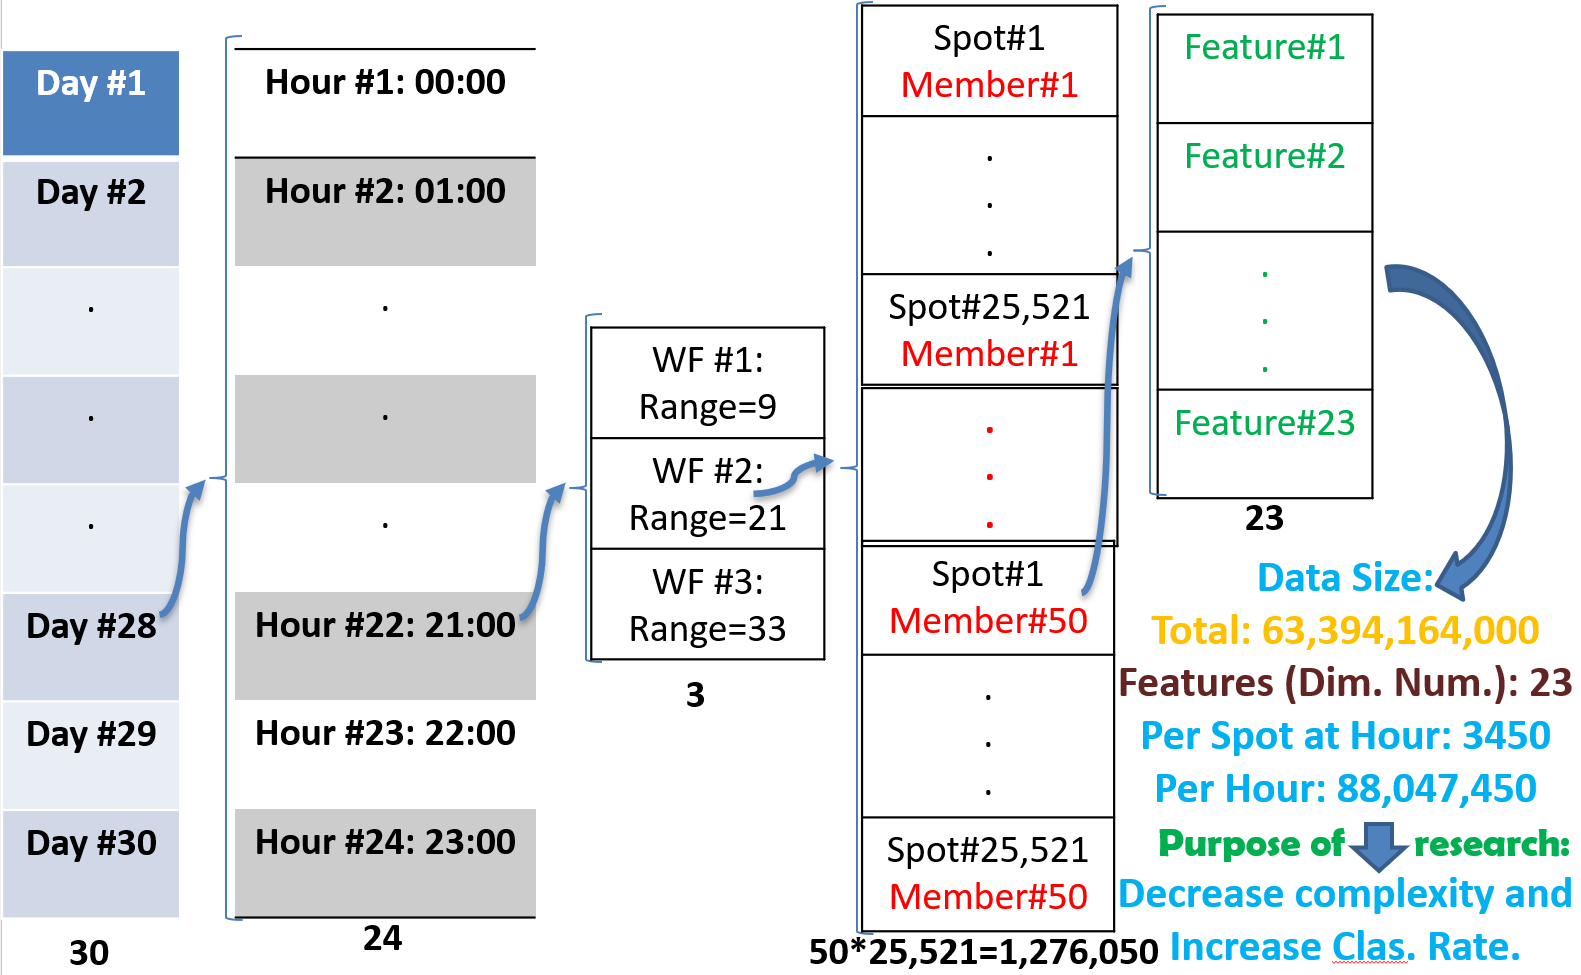 Day #1
Day #2
.
.
.
Day #28
Day #29
Day #30
30
Hour #1: 00:00
Hour #2: 01:00
.
.
.
Hour #22: 21:00
Hour #23: 22:00
Hour #24: 23:00
24
WF #1:
Range=9
WF #2:
Range=21
WF #3:
Range=33
3
Spot#1
Member#1
.
.
.
Spot#25,521
Member#1
.
.
.
Spot#1
Member#50
.
.
.
Spot#25,521
Member#50
50*25,521=1,276,050
Feature#1
Feature#2
.
.
.
Feature#23
23
Data Size:
Total: 63,394,164,000
Features (Dim. Num.): 23
Per Spot at Hour: 3450
Per Hour: 88,047,450
Purpose of research:
Decrease complexity and
Increase Clas. Rate.